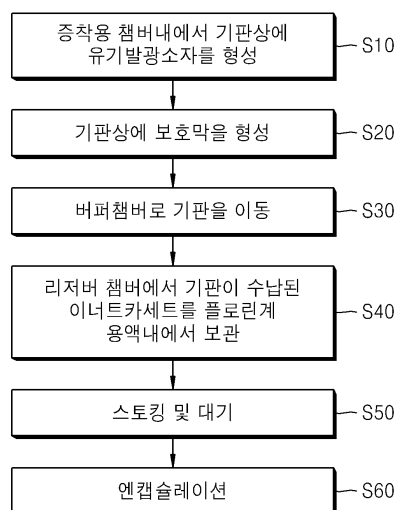 증착용 챔버내에서 기판상에
유기발광소자를 형성
S10
기판상에 보호막을 형성
S20
버퍼챔버로 기판을 이동
S30
리저버 챔버에서 기판이 수납된
이너트카세트를 플로린계
용액내에서 보관
S40
스토킹 및 대기
S50
엔캡슐레이션
S60